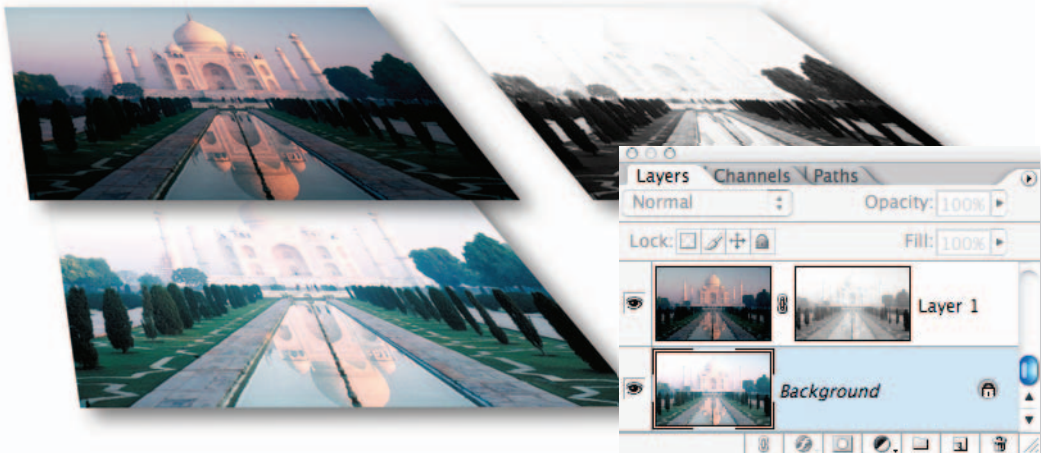 Layers Channels Paths
Normal Opacity: 100%
Lock: Fill: 100%
Layer 1
Background